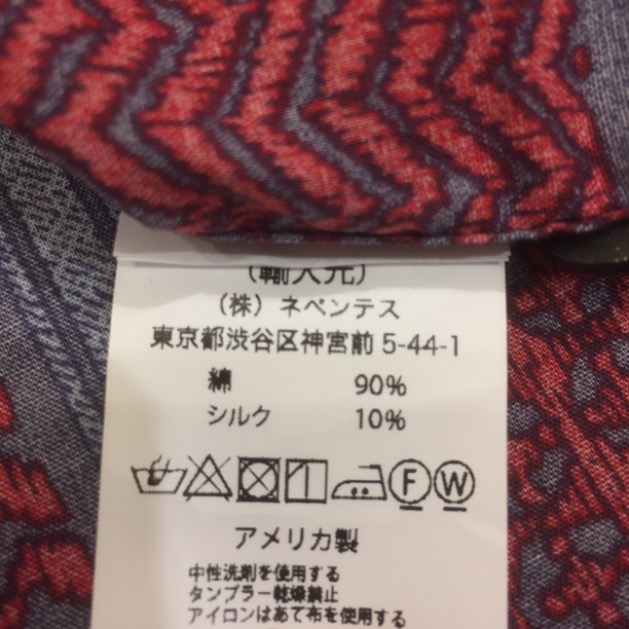 （輸入元）
（株）ネペンテス
東京都渋谷区神宮前 5-44-1
綿 90%
シルク 10%
F W
アメリカ製
中性洗剤を使用する
タンブラー乾燥禁止
アイロンはあて布を使用する